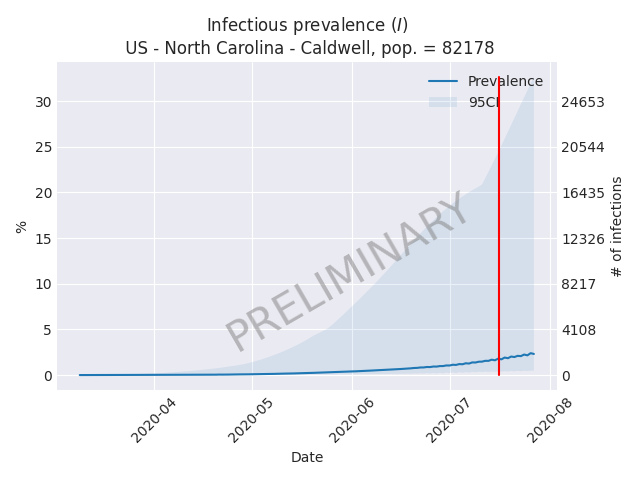 Infectious prevalence (I)
US - North Carolina - Caldwell, pop. = 82178
Prevalence
95CI
30
25
20
15
10
5
0
%
24653
20544
16435
12326
8217
4108
0
# of infections
PRELIMINARY
2020-04
2020-05
2020-06
2020-07
2020-08
Date